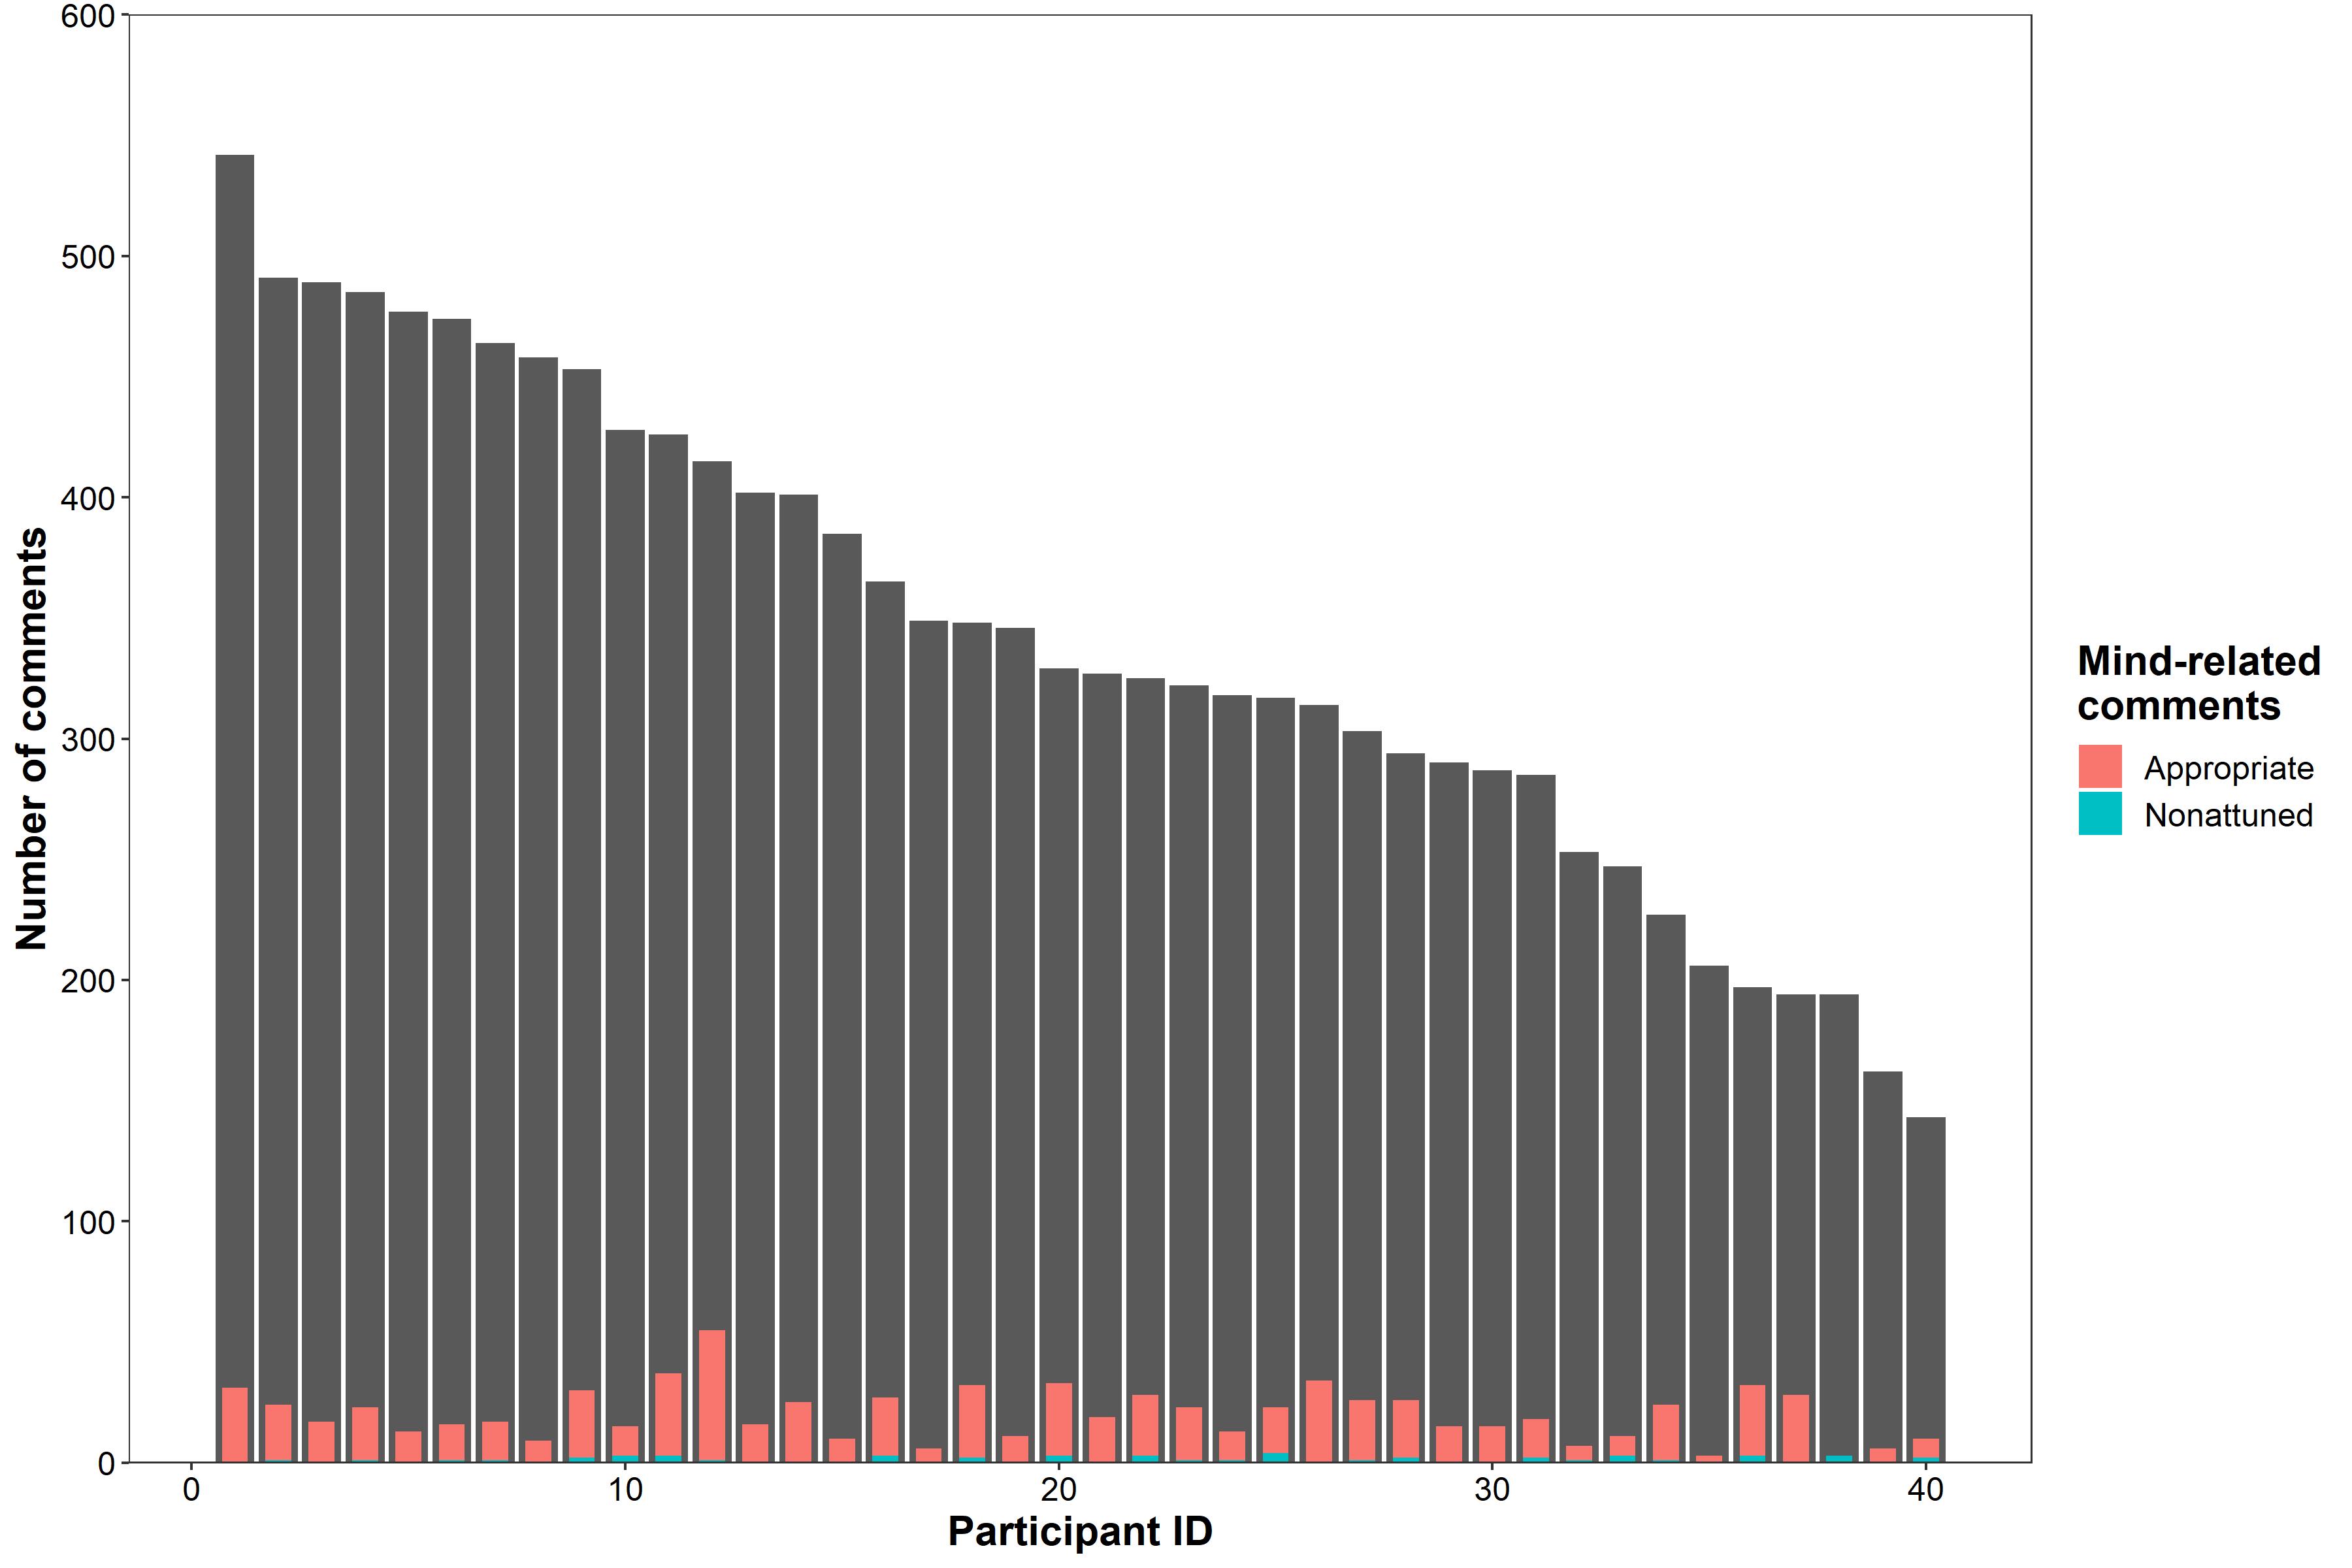 600
500
400
300
200
100
0
Number of comments
0 10 20 30 40
Participant ID
Mind-related
comments
Appropriate
Nonattuned